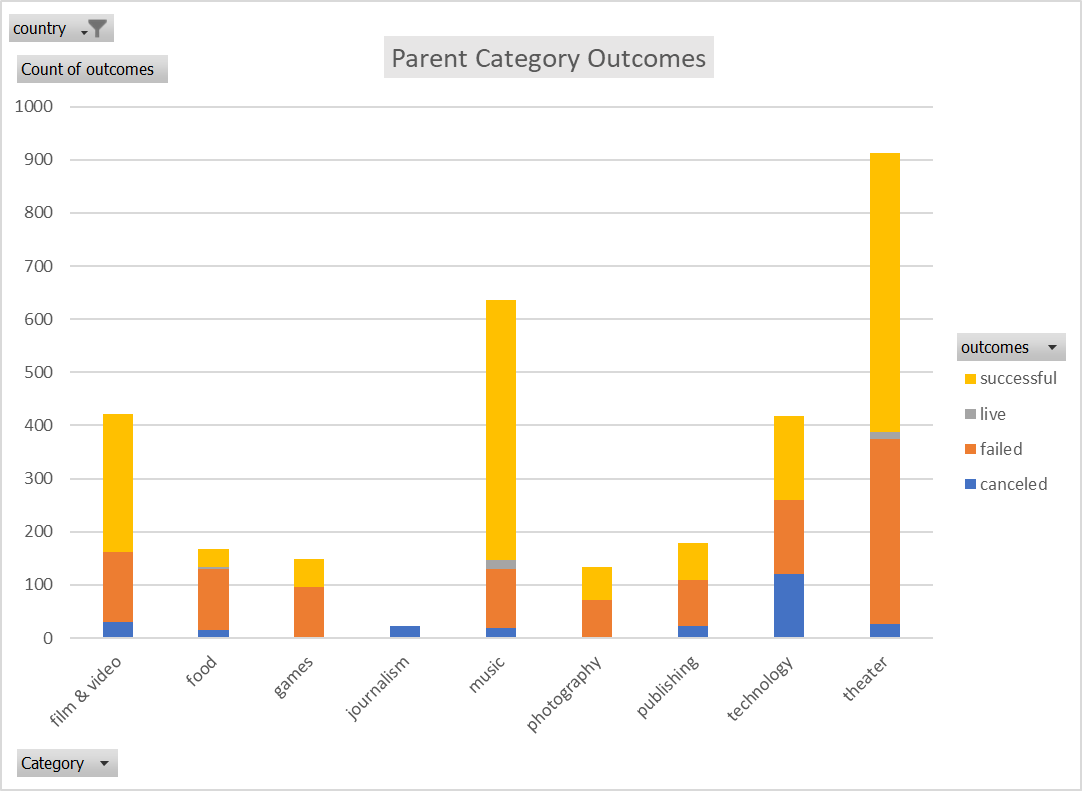 country
Parent Category Outcomes
Count of outcomes
1000
900
800
700
600
500
400
300
200
100
0
film & video
food
games
journalism
music
photography
publishing
technology
theater
outcomes
successful
live
failed
canceled
Category